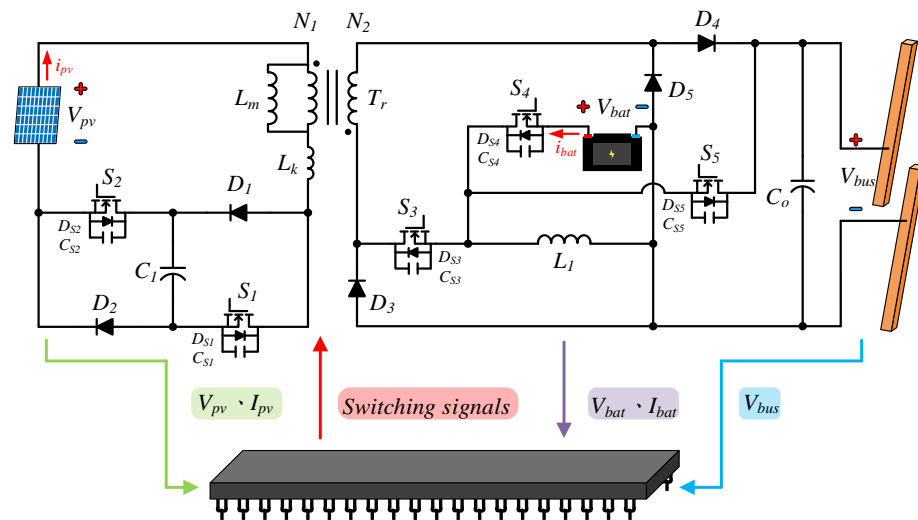 N1 N2 D4
ipv
+
Vpv
−
Lm
Tr
S4
+ Vbat −
D5
ibat
DS4
CS4
Lk
S2
D1
S5
+
Vbus
−
Co
DS5
CS5
DS2
CS2
S3
C1
DS3
CS3
L1
D2
S1
D3
DS1
CS1
Vpv、Ipv
Switching signals
Vbat、Ibat
Vbus